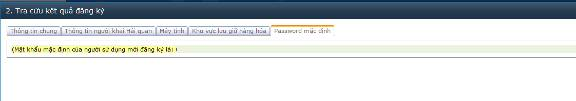 2. Tra cứu kết quả đăng ký
Thông tin chung Thông tin người khai Hải quan Máy tính Khu vực lưu giữ hàng hóa Password mặc định
(Mật khẩu mặc định của người sử dụng mới đăng ký lại )